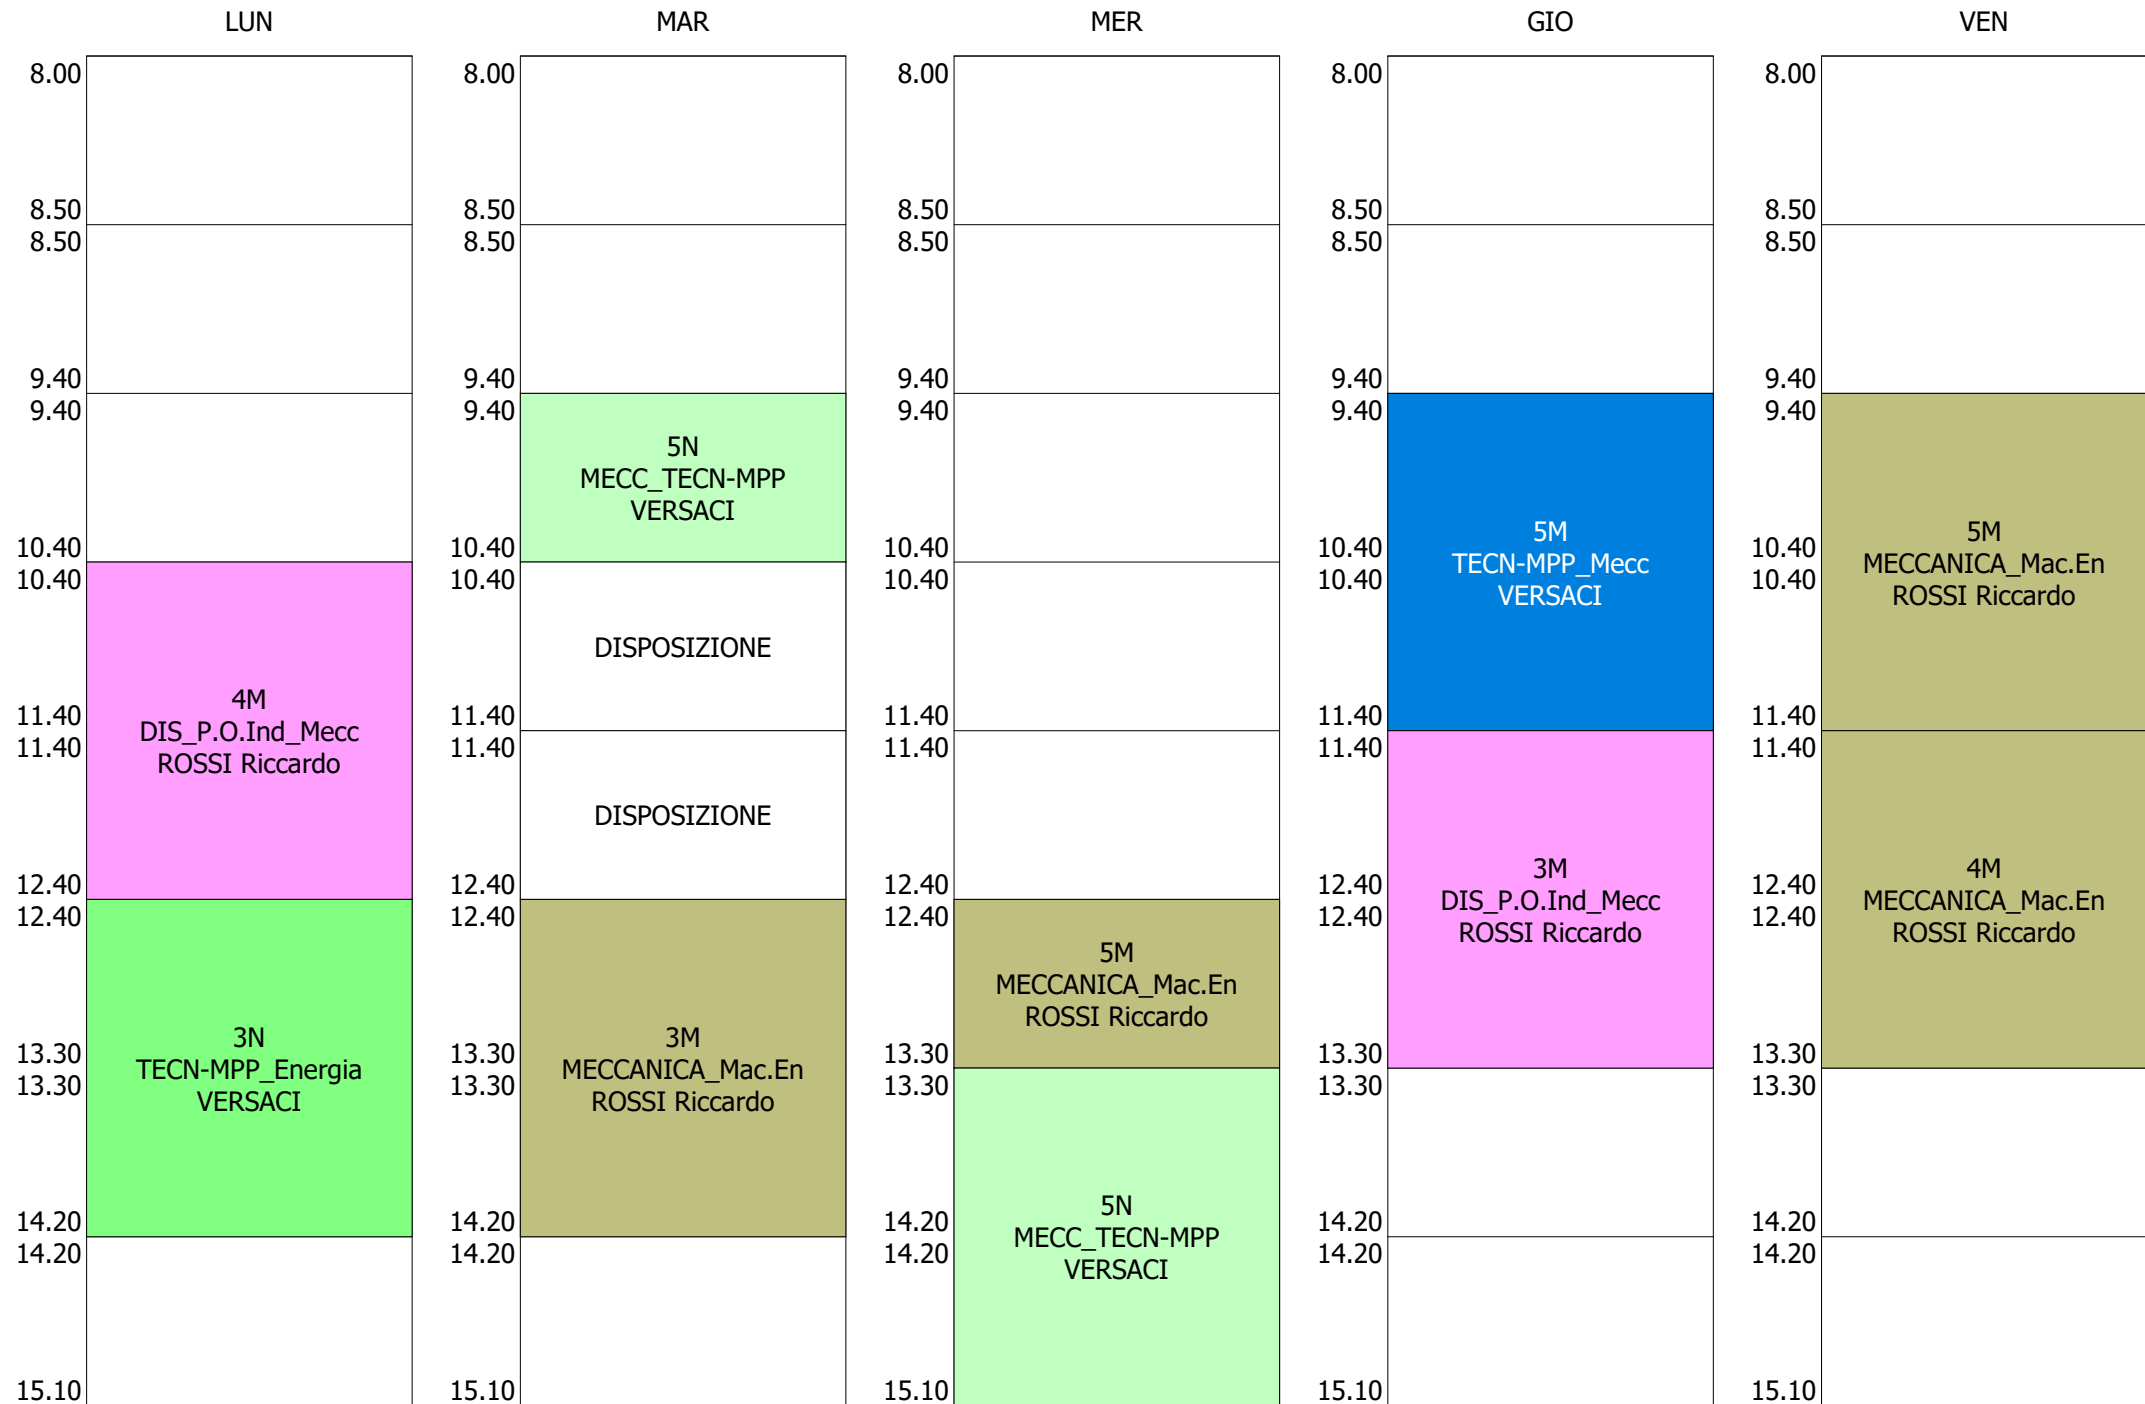 LUN
8.00
8.50
8.50
9.40
9.40
10.40
10.40
4M
DIS_P.O.Ind_Mecc
ROSSI Riccardo
11.40
11.40
12.40
12.40
3N
TECN-MPP_Energia
VERSACI
13.30
13.30
14.20
14.20
15.10
MAR
8.00
8.50
8.50
9.40
9.40
5N
MECC_TECN-MPP
VERSACI
10.40
10.40
DISPOSIZIONE
11.40
11.40
DISPOSIZIONE
12.40
12.40
3M
MECCANICA_Mac.En
ROSSI Riccardo
13.30
13.30
14.20
14.20
15.10
MER
8.00
8.50
8.50
9.40
9.40
10.40
10.40
11.40
11.40
12.40
12.40
5M
MECCANICA_Mac.En
ROSSI Riccardo
13.30
13.30
5N
MECC_TECN-MPP
VERSACI
14.20
14.20
15.10
GIO
8.00
8.50
8.50
9.40
9.40
5M
TECN-MPP_Mecc
VERSACI
10.40
10.40
11.40
11.40
3M
DIS_P.O.Ind_Mecc
ROSSI Riccardo
12.40
12.40
13.30
13.30
14.20
14.20
15.10
VEN
8.00
8.50
8.50
9.40
9.40
5M
MECCANICA_Mac.En
ROSSI Riccardo
10.40
10.40
11.40
11.40
4M
MECCANICA_Mac.En
ROSSI Riccardo
12.40
12.40
13.30
13.30
14.20
14.20
15.10